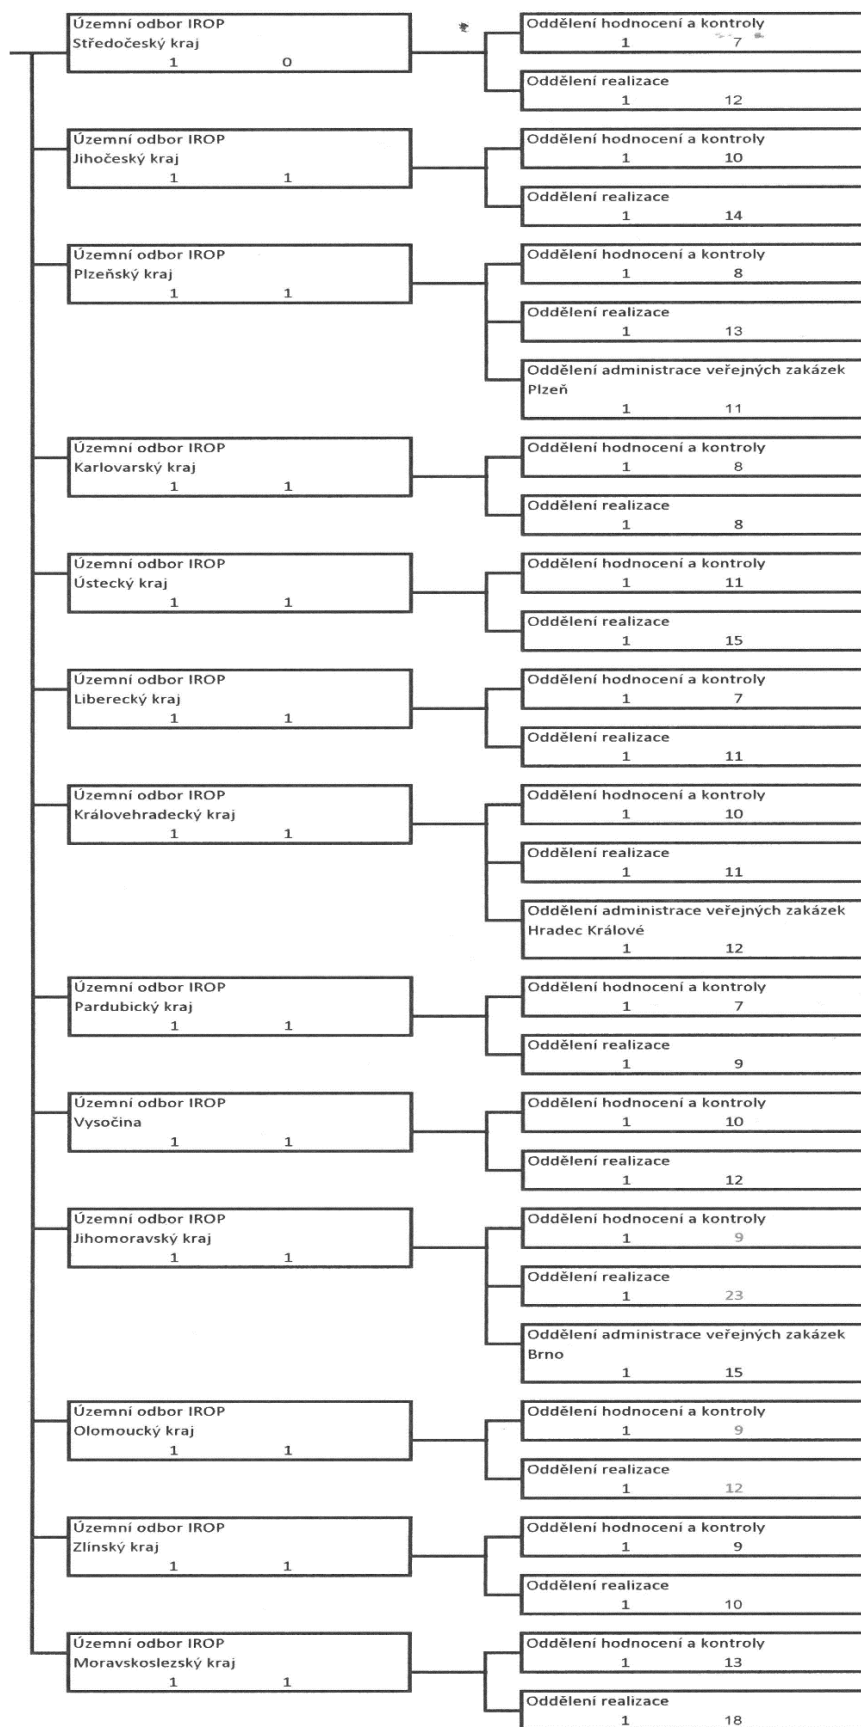 Územní odbor IROP
Středočeský kraj
1 0
Oddělení hodnocení a kontroly
1 7
Oddělení realizace
1 12
Územní odbor IROP
Jihočeský kraj
1 1
Oddělení hodnocení a kontroly
1 10
Oddělení realizace
1 14
Územní odbor IROP
Plzeňský kraj
1 1
Oddělení hodnocení a kontroly
1 8
Oddělení realizace
1 13
Oddělení administrace veřejných zakázek
Plzeň
1 11
Územní odbor IROP
Karlovarský kraj
1 1
Oddělení hodnocení a kontroly
1 8
Oddělení realizace
1 8
Územní odbor IROP
Ústecký kraj
1 1
Oddělení hodnocení a kontroly
1 11
Oddělení realizace
1 15
Územní odbor IROP
Liberecký kraj
1 1
Oddělení hodnocení a kontroly
1 7
Oddělení realizace
1 11
Územní odbor IROP
Královehradecký kraj
1 1
Oddělení hodnocení a kontroly
1 10
Oddělení realizace
1 11
Oddělení administrace veřejných zakázek
Hradec Králové
1 12
Územní odbor IROP
Pardubický kraj
1 1
Oddělení hodnocení a kontroly
1 7
Oddělení realizace
1 9
Územní odbor IROP
Vysočina
1 1
Oddělení hodnocení a kontroly
1 10
Oddělení realizace
1 12
Územní odbor IROP
Jihomoravský kraj
1 1
Oddělení hodnocení a kontroly
1 9
Oddělení realizace
1 23
Oddělení administrace veřejných zakázek
Brno
1 15
Územní odbor IROP
Olomoucký kraj
1 1
Oddělení hodnocení a kontroly
1 9
Oddělení realizace
1 12
Územní odbor IROP
Zlínský kraj
1 1
Oddělení hodnocení a kontroly
1 9
Oddělení realizace
1 10
Územní odbor IROP
Moravskoslezský kraj
1 1
Oddělení hodnocení a kontroly
1 13
Oddělení realizace
1 18